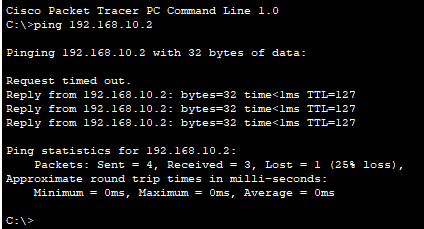 Cisco Packet Tracer PC Command Line 1.0
C:\>ping 192.168.10.2
Pinging 192.168.10.2 with 32 bytes of data:
Request timed out.
Reply from 192.168.10.2: bytes=32 time<1ms TTL=127
Reply from 192.168.10.2: bytes=32 time<1ms TTL=127
Reply from 192.168.10.2: bytes=32 time<1ms TTL=127
Ping statistics for 192.168.10.2:
Packets: Sent = 4, Received = 3, Lost = 1 (25% loss),
Approximate round trip times in milli-seconds:
Minimum = 0ms, Maximum = 0ms, Average = 0ms
C:\>